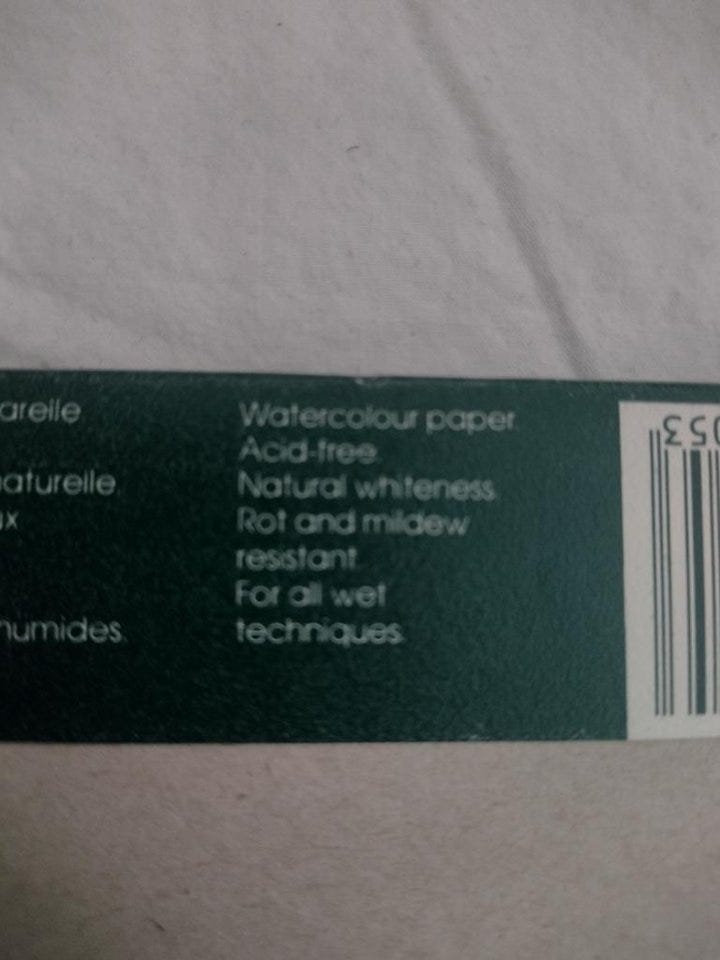 arelle
naturelle.
ux
humides.
Watercolour paper.
Acid-free.
Natural whiteness.
Rot and mildew
resistant.
For all wet
techniques.
053